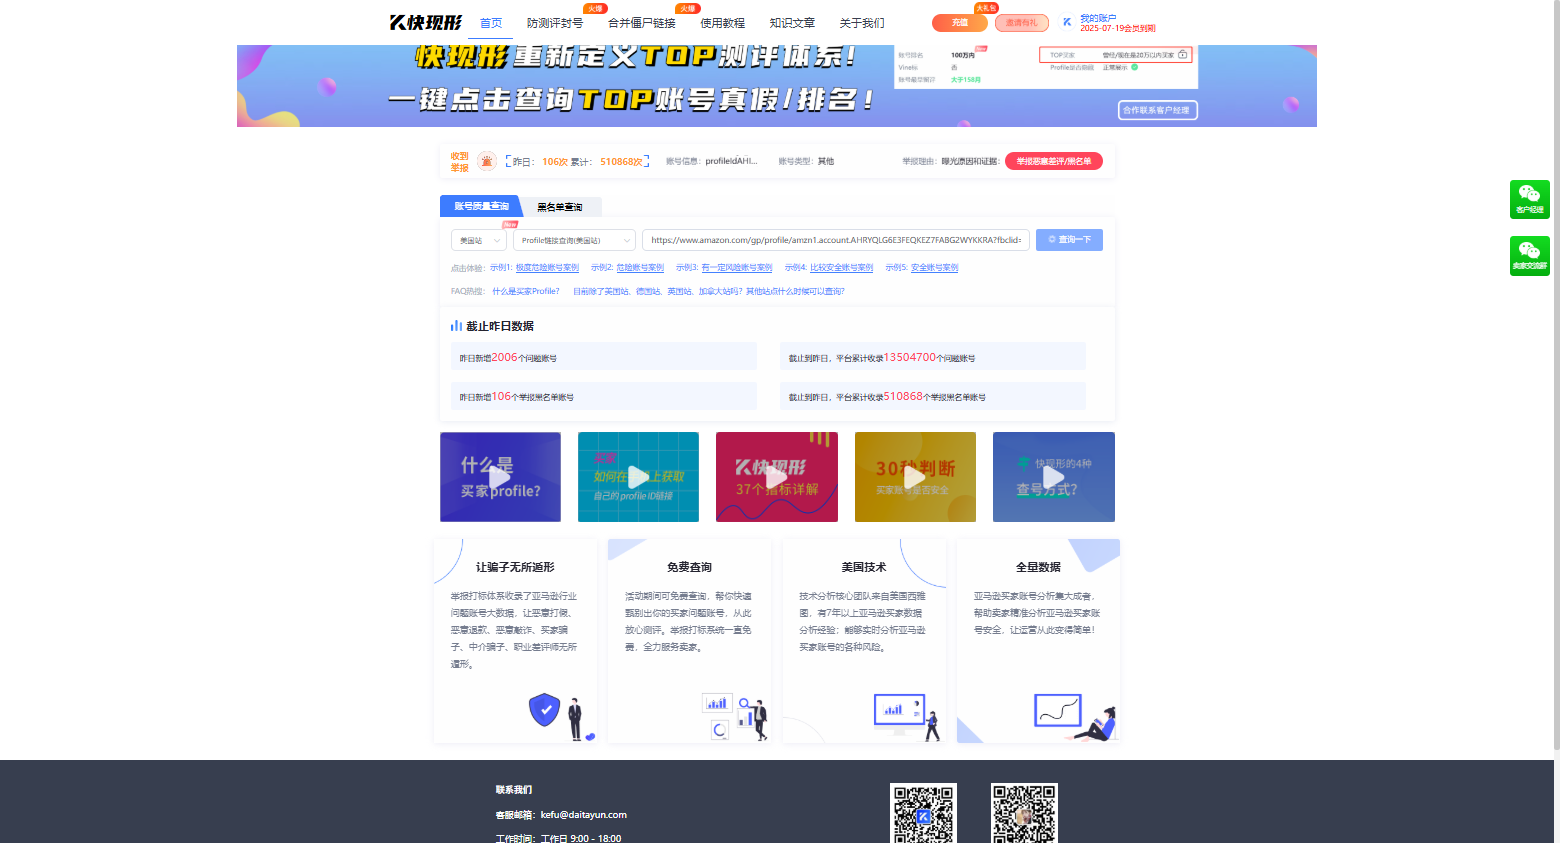 快现形
首页
防测评封号
火爆
合并僵尸链接
火爆
使用教程
知识文章
关于我们
充值
大礼包
邀请有礼
我的账户
2025-07-19会员到期
快现形重新定义TOP测评体系!
一键点击查询TOP账号真假/排名!
账号排名 100万内 New
Vine标 否
账号最早留评 大于158月
TOP买家 曾经/现在是20万以内买家
Profile是否隐藏 正常展示
合作联系客户经理
收到
举报
昨日: 106次 累计: 510868次
账号信息: profileIdAHI...
账号类型: 其他
举报理由: 曝光原因和证据:
举报恶意差评/黑名单
账号质量查询
黑名单查询
New
美国站
Profile链接查询(美国站)
https://www.amazon.com/gp/profile/amzn1.account.AHRYQLG6E3FEQKEZ7FABG2WYKKRA?fbclid=
查询一下
点击体验: 示例1: 极度危险账号案例 示例2: 危险账号案例 示例3: 有一定风险账号案例 示例4: 比较安全账号案例 示例5: 安全账号案例
FAQ热搜: 什么是买家Profile? 目前除了美国站、德国站、英国站、加拿大站吗? 其他站点什么时候可以查询?
截止昨日数据
昨日新增2006个问题账号
截止到昨日，平台累计收录13504700个问题账号
昨日新增106个举报黑名单账号
截止到昨日，平台累计收录510868个举报黑名单账号
什么是
买家profile?
买家
如何在手机上获取
自己的profile ID链接
快现形
37个指标详解
30秒判断
买家账号是否安全
快现形的4种
查号方式?
让骗子无所遁形
举报打标体系收录了亚马逊行业
问题账号大数据，让恶意打假、
恶意退款、恶意敲诈、买家骗
子、中介骗子、职业差评师无所
遁形。
免费查询
活动期间可免费查询，帮你快速
甄别出你的买家问题账号，从此
放心测评。举报打标系统一直免
费，全力服务卖家。
美国技术
技术分析核心团队来自美国西雅
图，有7年以上亚马逊买家数据
分析经验；能够实时分析亚马逊
买家账号的各种风险。
全量数据
亚马逊买家账号分析集大成者，
帮助卖家精准分析亚马逊买家账
号安全，让运营从此变得简单！
客户经理
卖家交流群
联系我们
客服邮箱: kefu@daitayun.com
工作时间: 工作日 9:00 - 18:00